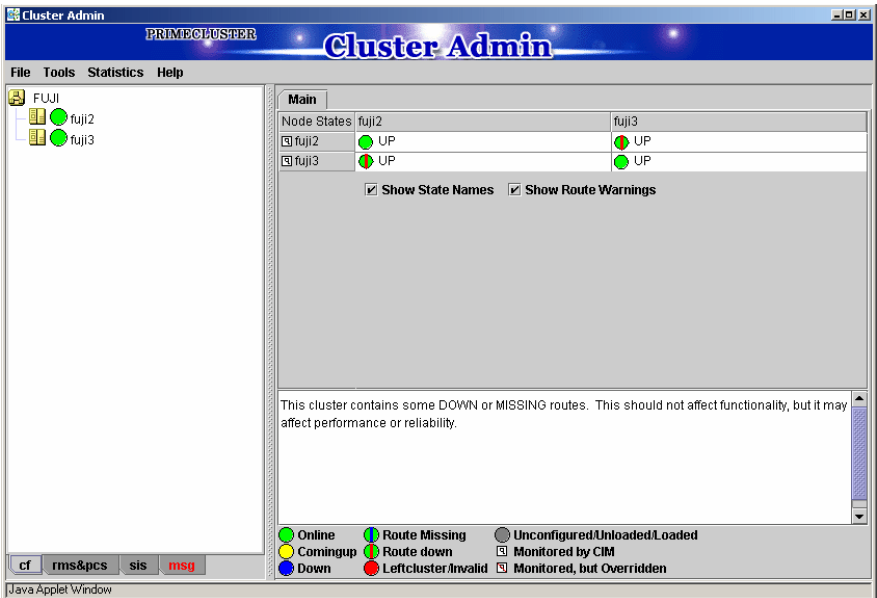 Cluster Admin
PRIMECLUSTER
Cluster Admin
File Tools Statistics Help
FUJI
fuji2
fuji3
Main
Node States fuji2 fuji3
fuji2 UP UP
fuji3 UP UP
Show State Names Show Route Warnings
This cluster contains some DOWN or MISSING routes. This should not affect functionality, but it may
affect performance or reliability.
Online Route Missing Unconfigured/Unloaded/Loaded
Comingup Route down Monitored by CIM
Down Leftcluster/Invalid Monitored, but Overridden
cf rms&pcs sis msg
Java Applet Window